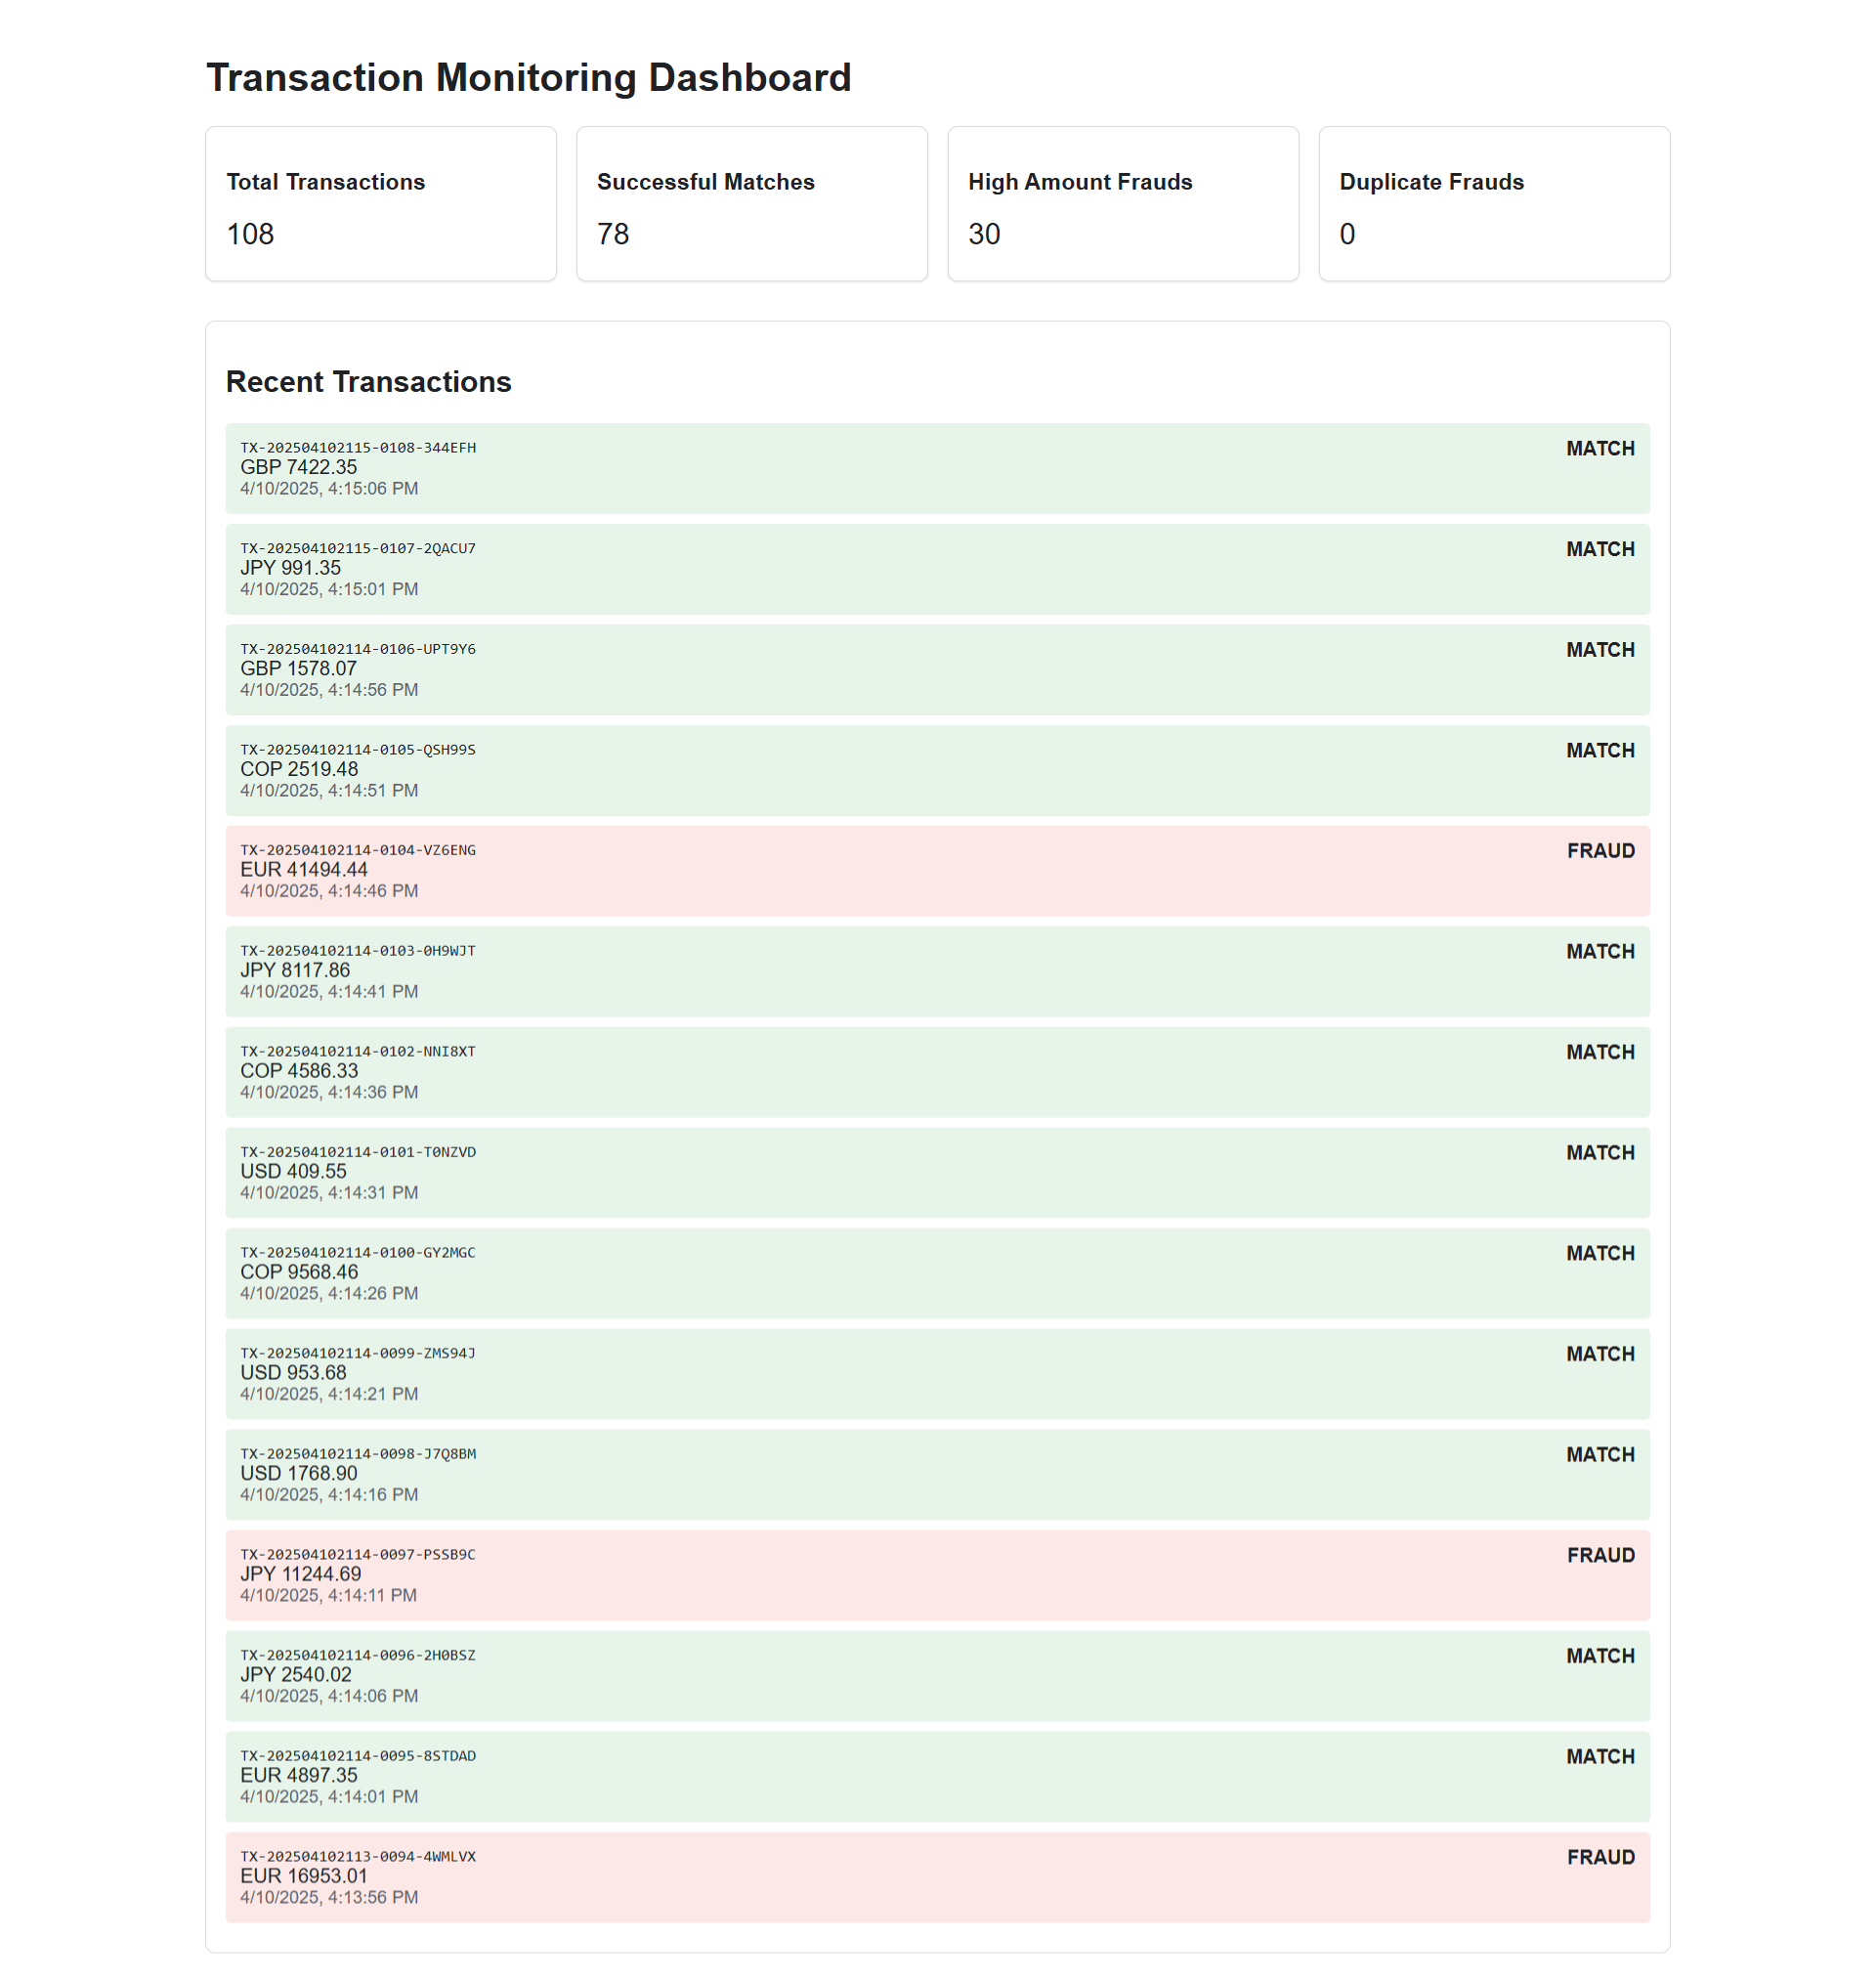 Transaction Monitoring Dashboard
Total Transactions
108
Successful Matches
78
High Amount Frauds
30
Duplicate Frauds
0
Recent Transactions
TX-202504102115-0108-344EFH
MATCH
GBP 7422.35
4/10/2025, 4:15:06 PM
TX-202504102115-0107-2QACU7
MATCH
JPY 991.35
4/10/2025, 4:15:01 PM
TX-202504102114-0106-UPT9Y6
MATCH
GBP 1578.07
4/10/2025, 4:14:56 PM
TX-202504102114-0105-QSH99S
MATCH
COP 2519.48
4/10/2025, 4:14:51 PM
TX-202504102114-0104-VZ6ENG
FRAUD
EUR 41494.44
4/10/2025, 4:14:46 PM
TX-202504102114-0103-0H9WJT
MATCH
JPY 8117.86
4/10/2025, 4:14:41 PM
TX-202504102114-0102-NNI8XT
MATCH
COP 4586.33
4/10/2025, 4:14:36 PM
TX-202504102114-0101-T0NZVD
MATCH
USD 409.55
4/10/2025, 4:14:31 PM
TX-202504102114-0100-GY2MGC
MATCH
COP 9568.46
4/10/2025, 4:14:26 PM
TX-202504102114-0099-ZMS94J
MATCH
USD 953.68
4/10/2025, 4:14:21 PM
TX-202504102114-0098-J7Q8BM
MATCH
USD 1768.90
4/10/2025, 4:14:16 PM
TX-202504102114-0097-PSSB9C
FRAUD
JPY 11244.69
4/10/2025, 4:14:11 PM
TX-202504102114-0096-2H0BSZ
MATCH
JPY 2540.02
4/10/2025, 4:14:06 PM
TX-202504102114-0095-8STDAD
MATCH
EUR 4897.35
4/10/2025, 4:14:01 PM
TX-202504102113-0094-4WMLVX
FRAUD
EUR 16953.01
4/10/2025, 4:13:56 PM